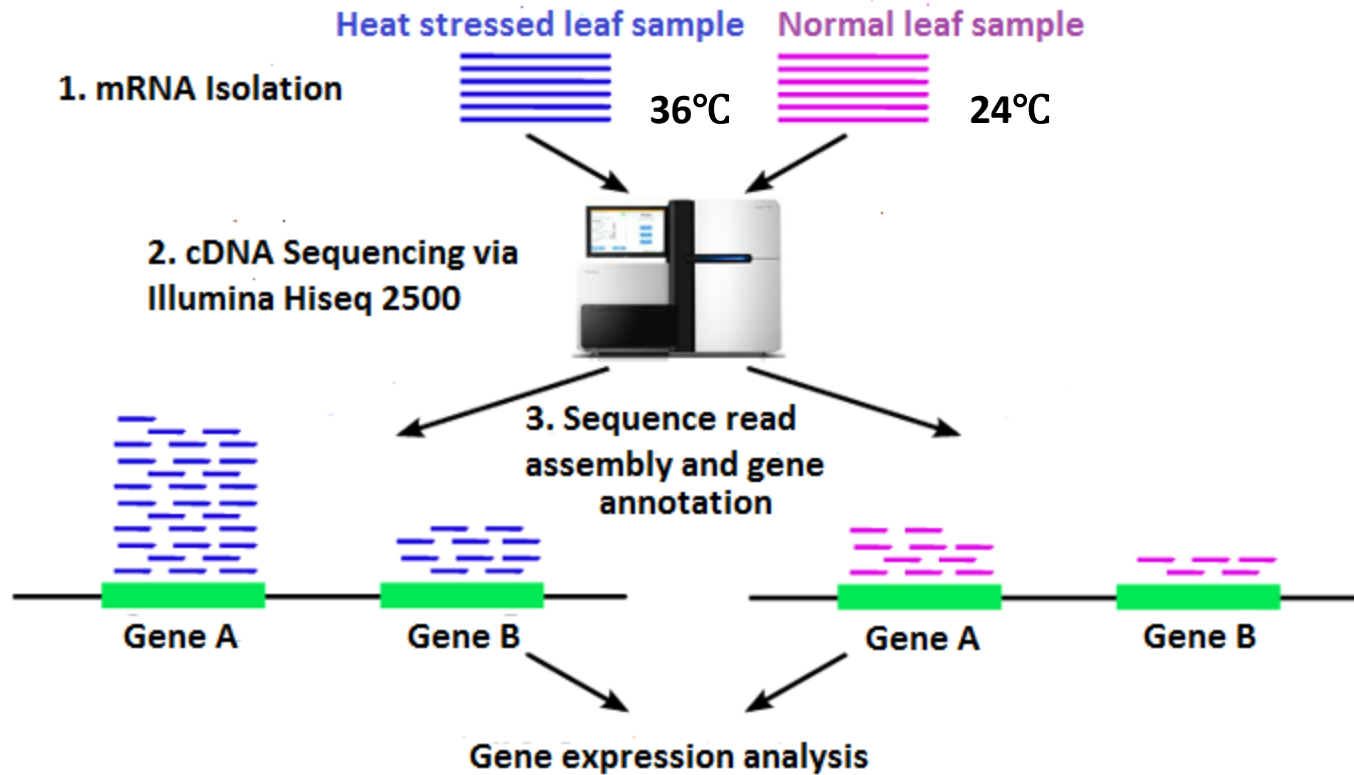 Heat stressed leaf sample
Normal leaf sample
1. mRNA Isolation
36℃
24℃
2. cDNA Sequencing via
Illumina Hiseq 2500
3. Sequence read
assembly and gene
annotation
Gene A
Gene B
Gene A
Gene B
Gene expression analysis